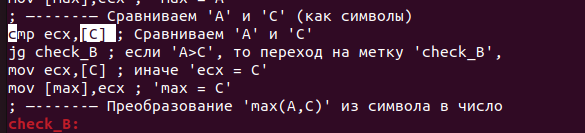 mov [max],ecx ; 'max = A'
; —-------— Сравниваем 'A' и 'C' (как символы)
cmp ecx,[C] ; Сравниваем 'A' и 'C'
jg check_B ; если 'A>C', то переход на метку 'check_B',
mov ecx,[C] ; иначе 'ecx = C'
mov [max],ecx ; 'max = C'
; —-------— Преобразование 'max(A,C)' из символа в число
check_B: